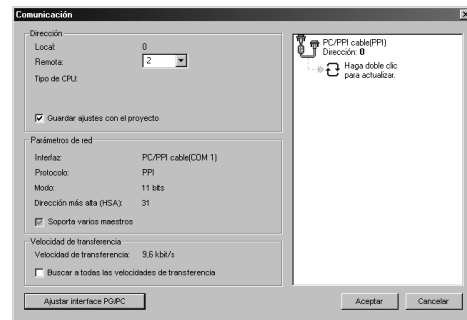 Comunicación
Dirección
Local: 0
Remota: 2
Tipo de CPU:
Guardar ajustes con el proyecto
Parámetros de red
Interfaz: PC/PPI cable(COM 1)
Protocolo: PPI
Modo: 11 bits
Dirección más alta (HSA): 31
Soporta varios maestros
Velocidad de transferencia
Velocidad de transferencia: 9,6 kbit/s
Buscar a todas las velocidades de transferencia
Ajustar interface PG/PC
PC/PPI cable(PPI)
Dirección: 0
Haga doble clic
para actualizar.
Aceptar Cancelar